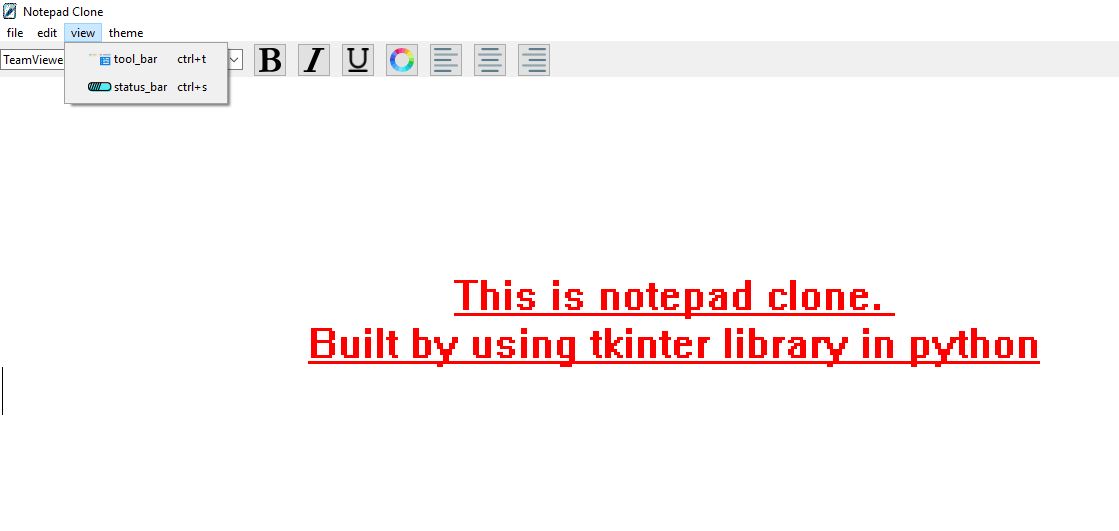 Notepad Clone
file edit view theme
tool_bar ctrl+t
status_bar ctrl+s
TeamViewe
B I U
This is notepad clone.
Built by using tkinter library in python